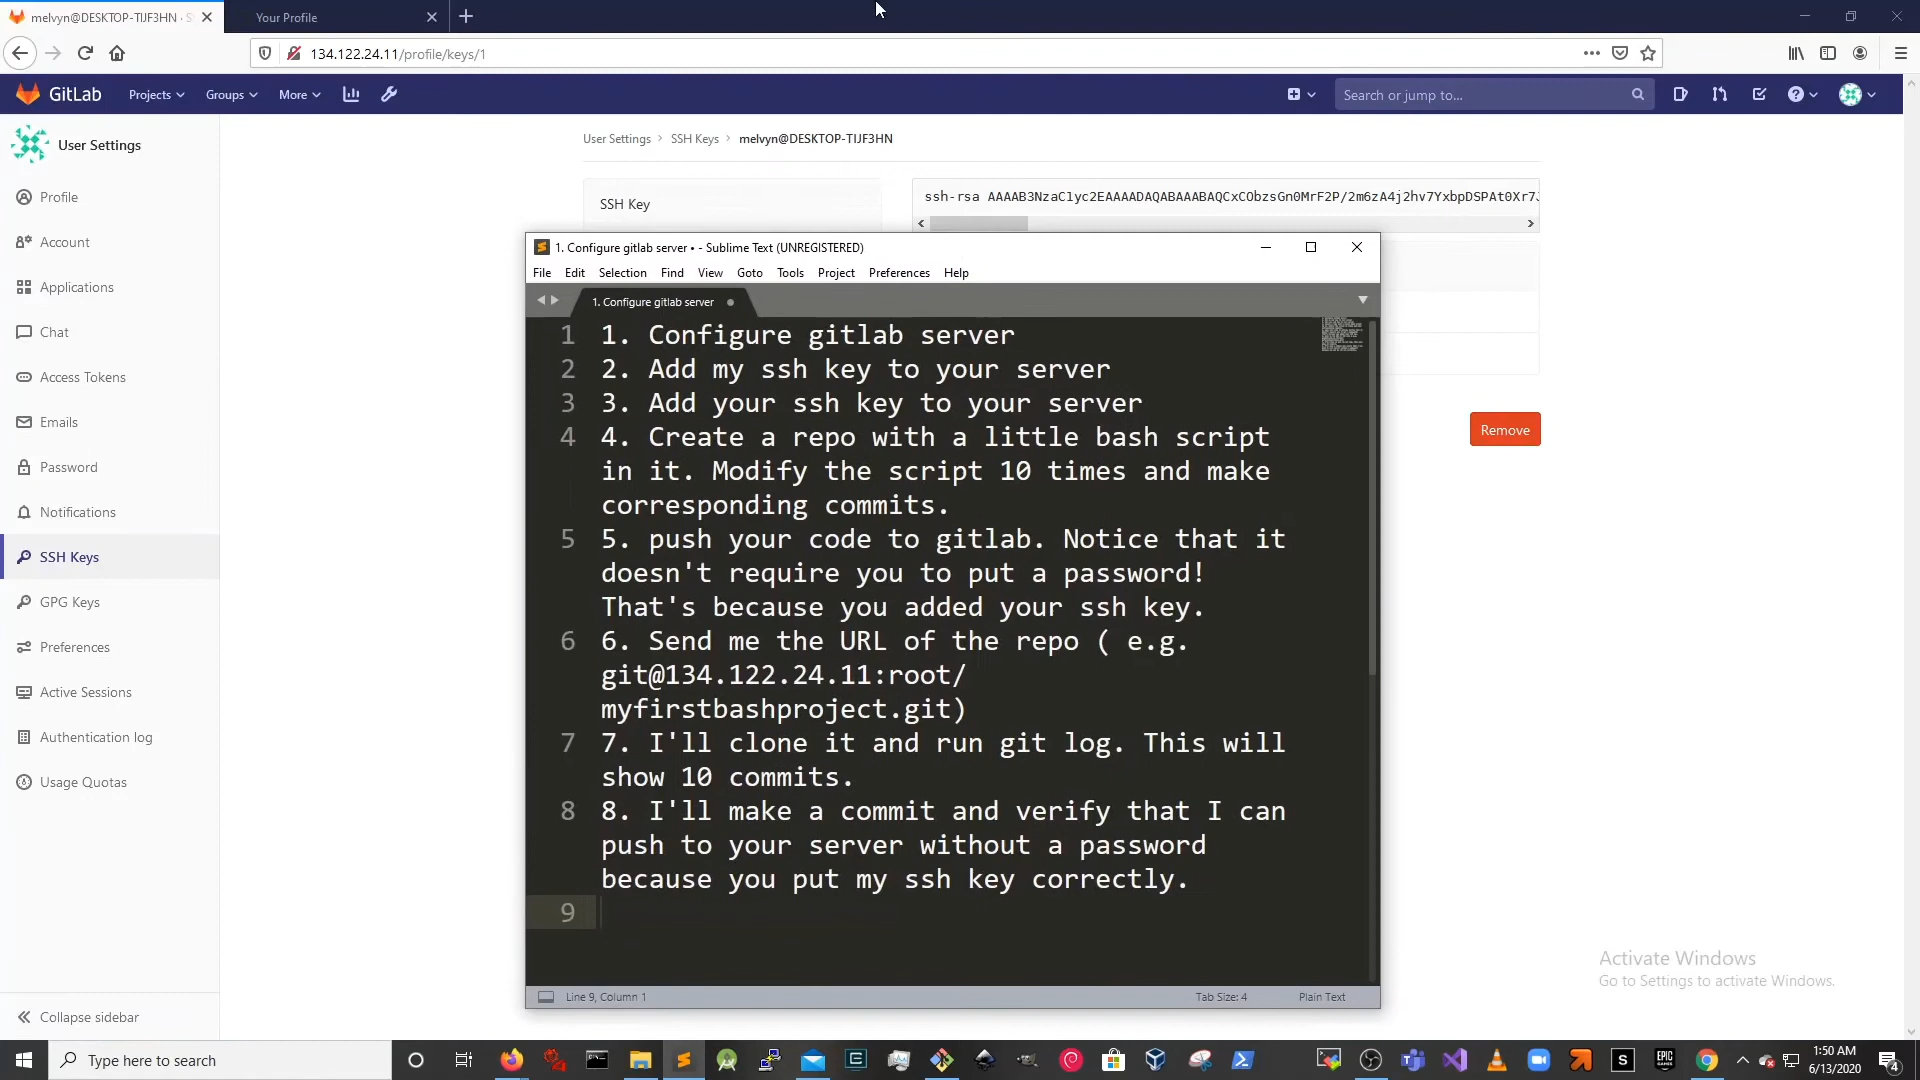 melvyn@DESKTOP-TIJF3HN · S
Your Profile
134.122.24.11/profile/keys/1
GitLab
Projects
Groups
More
Search or jump to...
User Settings
User Settings > SSH Keys > melvyn@DESKTOP-TIJF3HN
Profile
SSH Key
ssh-rsa AAAAB3NzaC1yc2EAAAADAQABAAABAQCxCObzsGn0MrF2P/2m6zA4j2hv7YxbpDSPAt0Xr7J
Account
Applications
Chat
Access Tokens
Emails
Password
Notifications
SSH Keys
GPG Keys
Preferences
Active Sessions
Authentication log
Usage Quotas
Collapse sidebar
Remove
1. Configure gitlab server • - Sublime Text (UNREGISTERED)
File Edit Selection Find View Goto Tools Project Preferences Help
1. Configure gitlab server
1 1. Configure gitlab server
2 2. Add my ssh key to your server
3 3. Add your ssh key to your server
4 4. Create a repo with a little bash script
in it. Modify the script 10 times and make
corresponding commits.
5 5. push your code to gitlab. Notice that it
doesn't require you to put a password!
That's because you added your ssh key.
6 6. Send me the URL of the repo ( e.g.
git@134.122.24.11:root/
myfirstbashproject.git)
7 7. I'll clone it and run git log. This will
show 10 commits.
8 8. I'll make a commit and verify that I can
push to your server without a password
because you put my ssh key correctly.
9
Line 9, Column 1
Tab Size: 4
Plain Text
Activate Windows
Go to Settings to activate Windows.
Type here to search
1:50 AM
6/13/2020
4